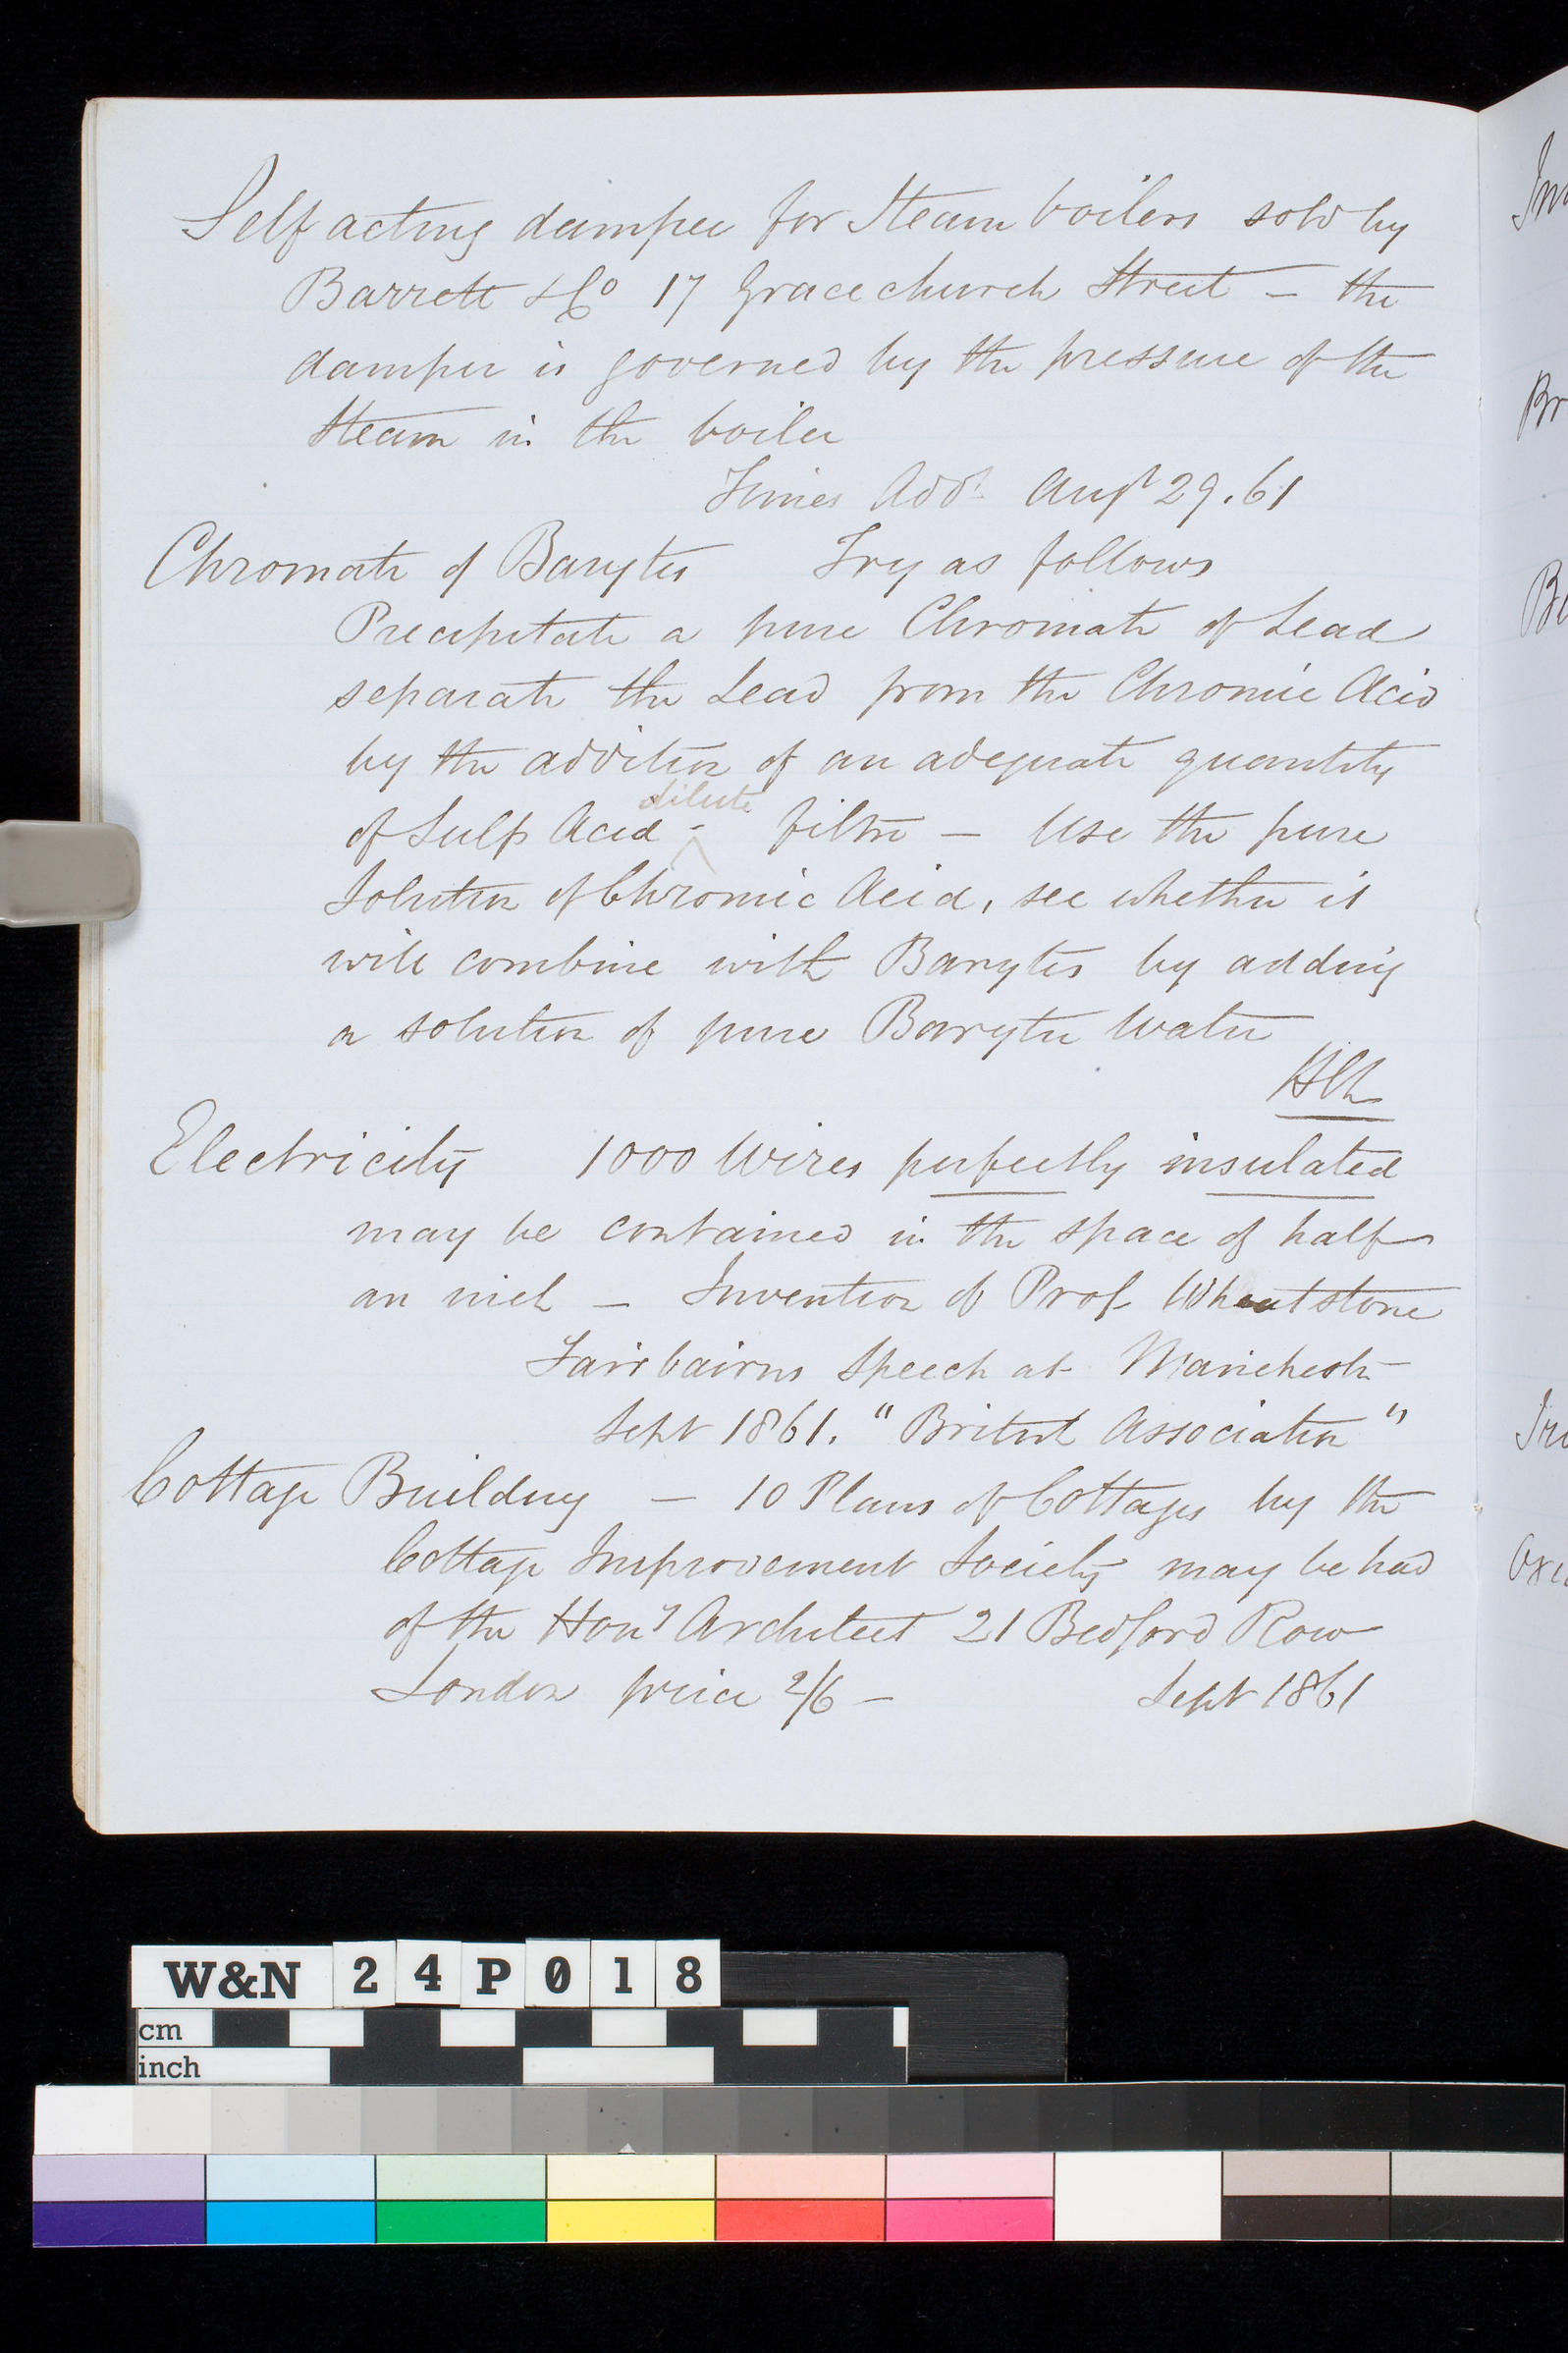 Self acting damper for Steam boilers sold by
Barrett & Co 17 Gracechurch Street – the
damper is governed by the pressure of the
Steam in the boiler
Times Adv.t Augt 29.61
Chromate of Barytes Try as follows
Precipitate a pure Chromate of Lead
separate the Lead from the Chromic Acid
by the addition of an adequate quantity
dilute
of Sulp Acid - filter – Use the pure
Solution of Chromic Acid, see whether it
will combine with Barytes by adding
a solution of pure Baryta Water
Electricity 1000 Wires perfectly insulated
may be contained in the space of half
an inch – Invention of Prof Wheatstone
Fairbairns Speech at Manchester
Sept 1861. "British Association"
Cottage Building – 10 Plans of Cottages by the
Cottage Improvement Society may be had
of the Hony Architect 21 Bedford Row
London price 2/6 – Sept 1861
Inv
Br
Oxi
W&N 24P018
cm
inch